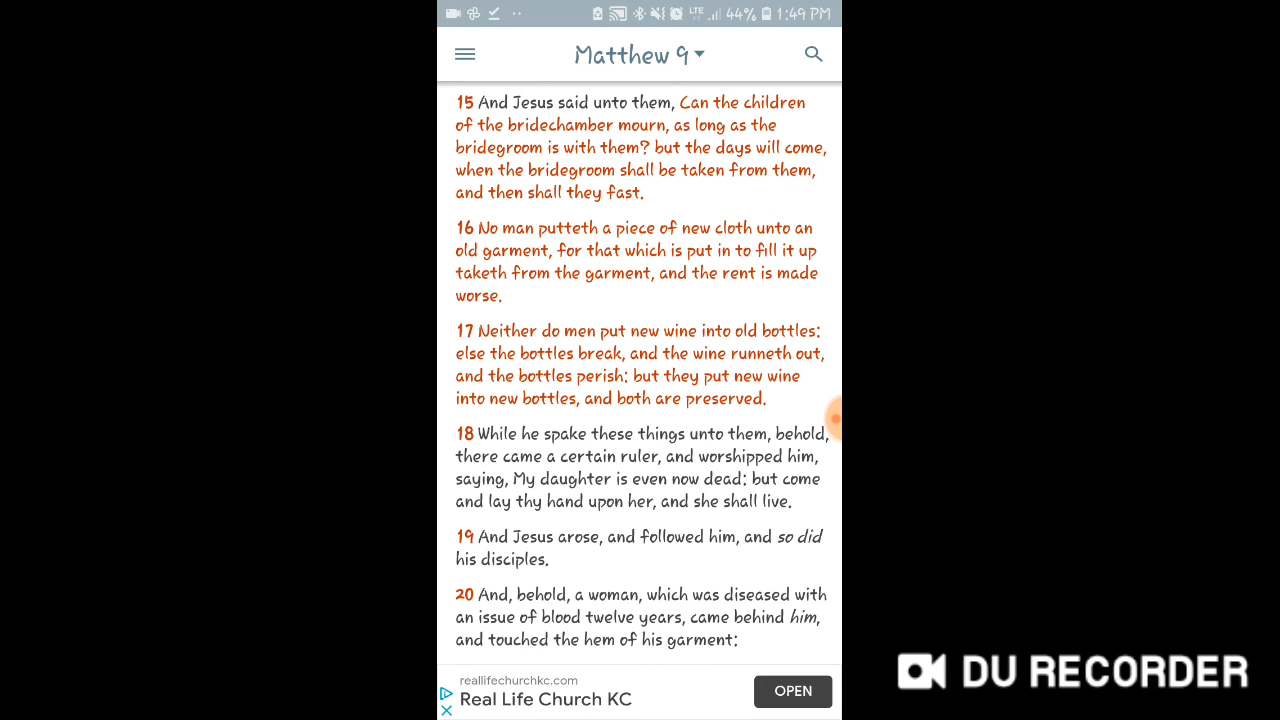 LTE 44% 1:49 PM
Matthew 9
15 And Jesus said unto them, Can the children
of the bridechamber mourn, as long as the
bridegroom is with them? but the days will come,
when the bridegroom shall be taken from them,
and then shall they fast.
16 No man putteth a piece of new cloth unto an
old garment, for that which is put in to fill it up
taketh from the garment, and the rent is made
worse.
17 Neither do men put new wine into old bottles:
else the bottles break, and the wine runneth out,
and the bottles perish: but they put new wine
into new bottles, and both are preserved.
18 While he spake these things unto them, behold,
there came a certain ruler, and worshipped him,
saying, My daughter is even now dead: but come
and lay thy hand upon her, and she shall live.
19 And Jesus arose, and followed him, and so did
his disciples.
20 And, behold, a woman, which was diseased with
an issue of blood twelve years, came behind him,
and touched the hem of his garment:
reallifechurchkc.com
Real Life Church KC
OPEN
DU RECORDER